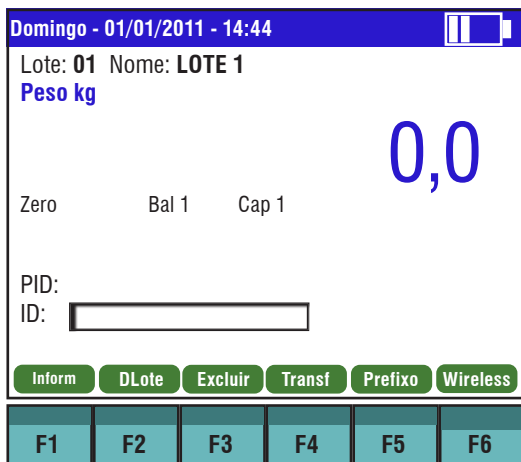 Domingo - 01/01/2011 - 14:44
Lote: 01 Nome: LOTE 1
Peso kg
0,0
Zero Bal 1 Cap 1
PID:
ID:
Inform DLote Excluir Transf Prefixo Wireless
F1 F2 F3 F4 F5 F6